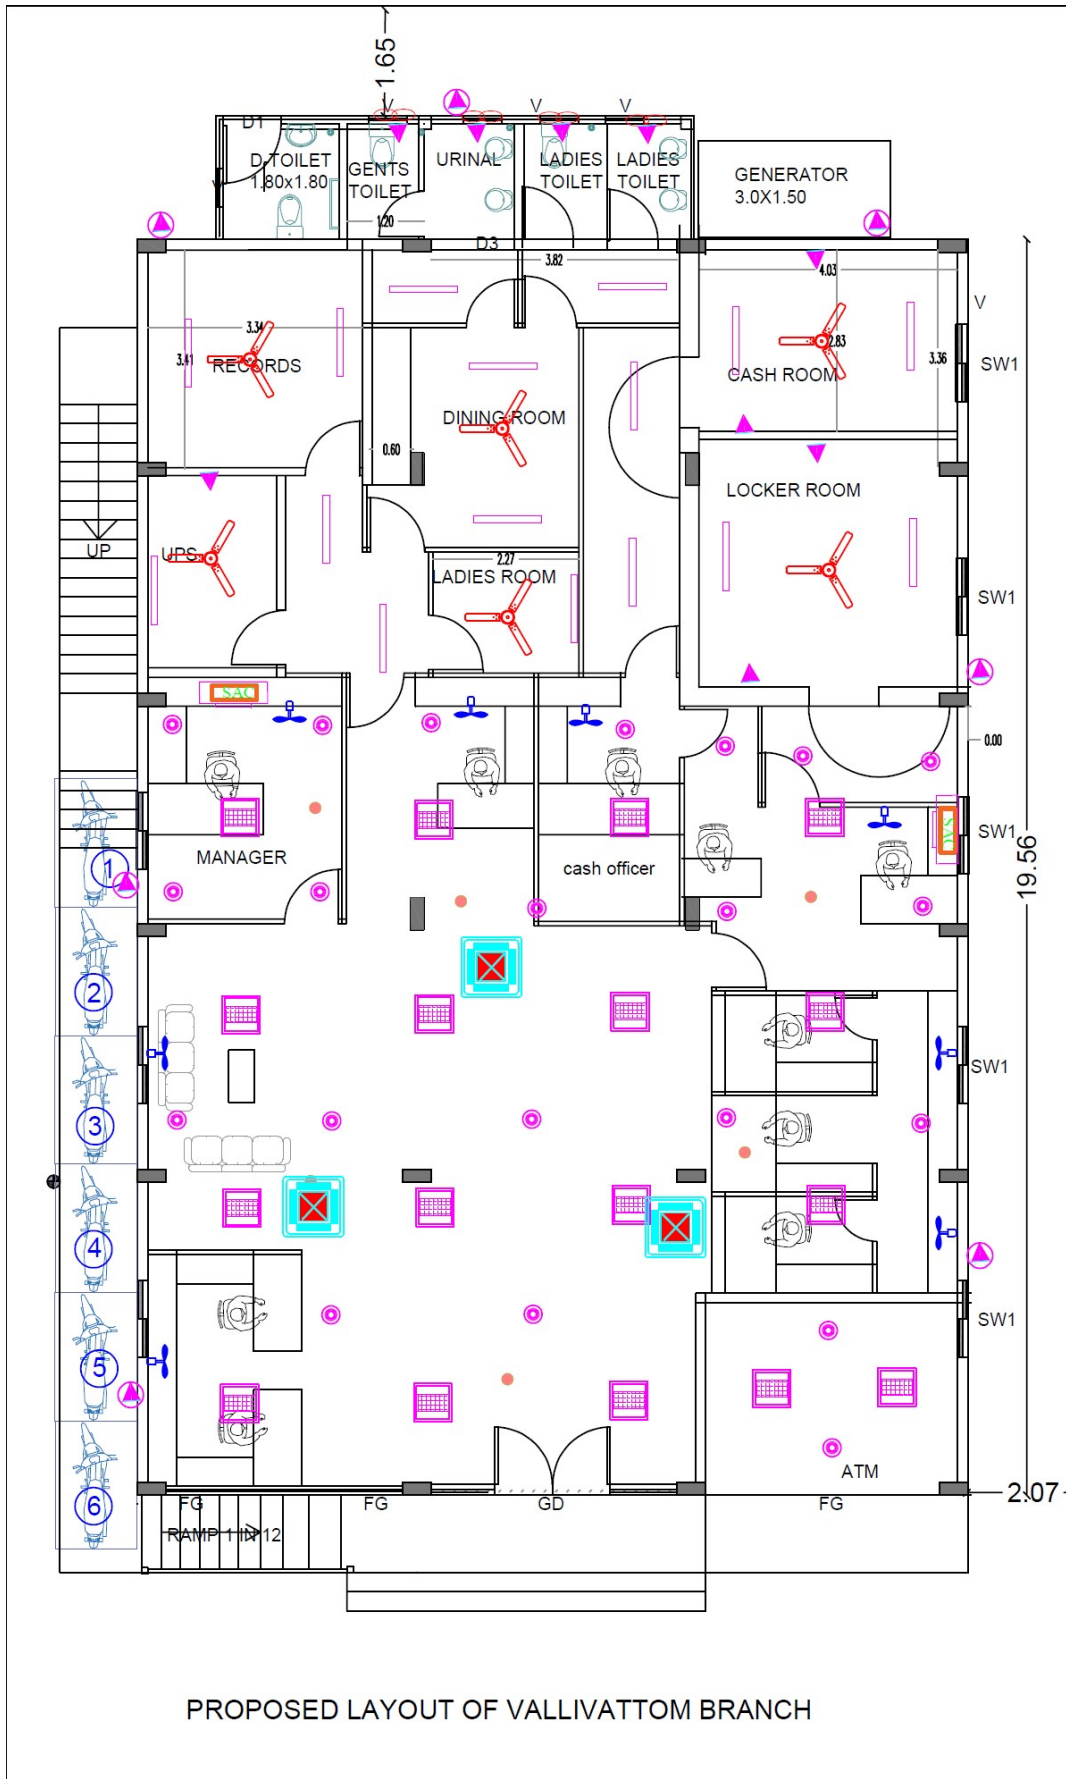 1.65
V
V
V
D1
D-TOILET
1.80x1.80
V
GENTS
TOILET
1.20
URINAL
LADIES
TOILET
LADIES
TOILET
GENERATOR
3.0X1.50
D3
3.82
4.03
V
3.34
3.41
RECORDS
2.83
3.36
CASH ROOM
SW1
DINING ROOM
0.60
LOCKER ROOM
UP
UPS
2.27
LADIES ROOM
SW1
SAC
0.00
SAC
SW1
MANAGER
cash officer
19.56
1
2
3
4
5
6
SW1
SW1
ATM
2.07
FG
FG
GD
FG
RAMP 1 IN 12
PROPOSED LAYOUT OF VALLIVATTOM BRANCH